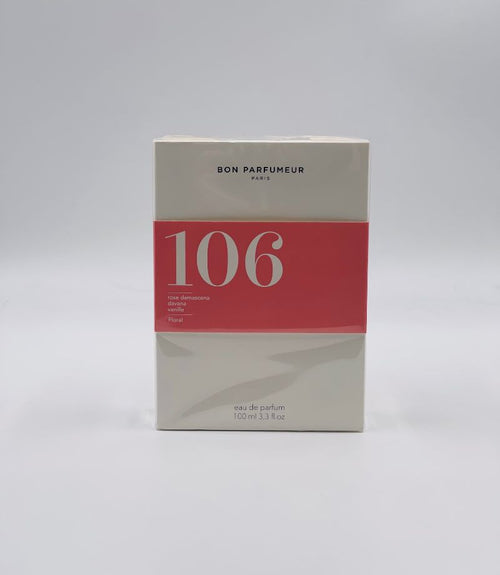 BON PARFUMEUR
PARIS
106
rose damascena
davana
vanille
Floral
eau de parfum
100 ml 3,3 fl.oz